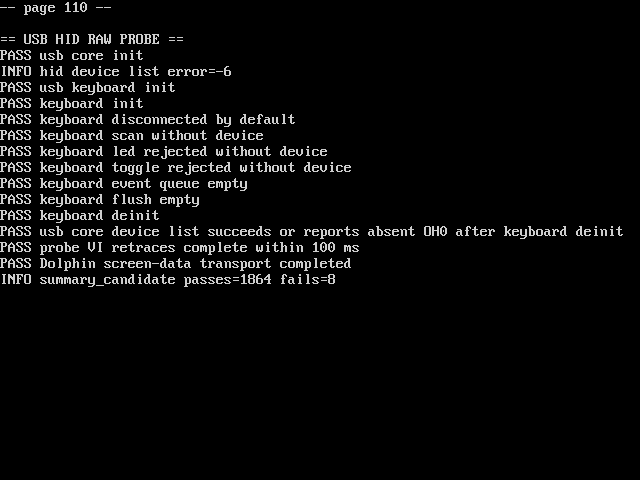 -- page 110 --
== USB HID RAW PROBE ==
PASS usb core init
INFO hid device list error=-6
PASS usb keyboard init
PASS keyboard init
PASS keyboard disconnected by default
PASS keyboard scan without device
PASS keyboard led rejected without device
PASS keyboard toggle rejected without device
PASS keyboard event queue empty
PASS keyboard flush empty
PASS keyboard deinit
PASS usb core device list succeeds or reports absent OH0 after keyboard deinit
PASS probe VI retraces complete within 100 ms
PASS Dolphin screen-data transport completed
INFO summary_candidate passes=1864 fails=8